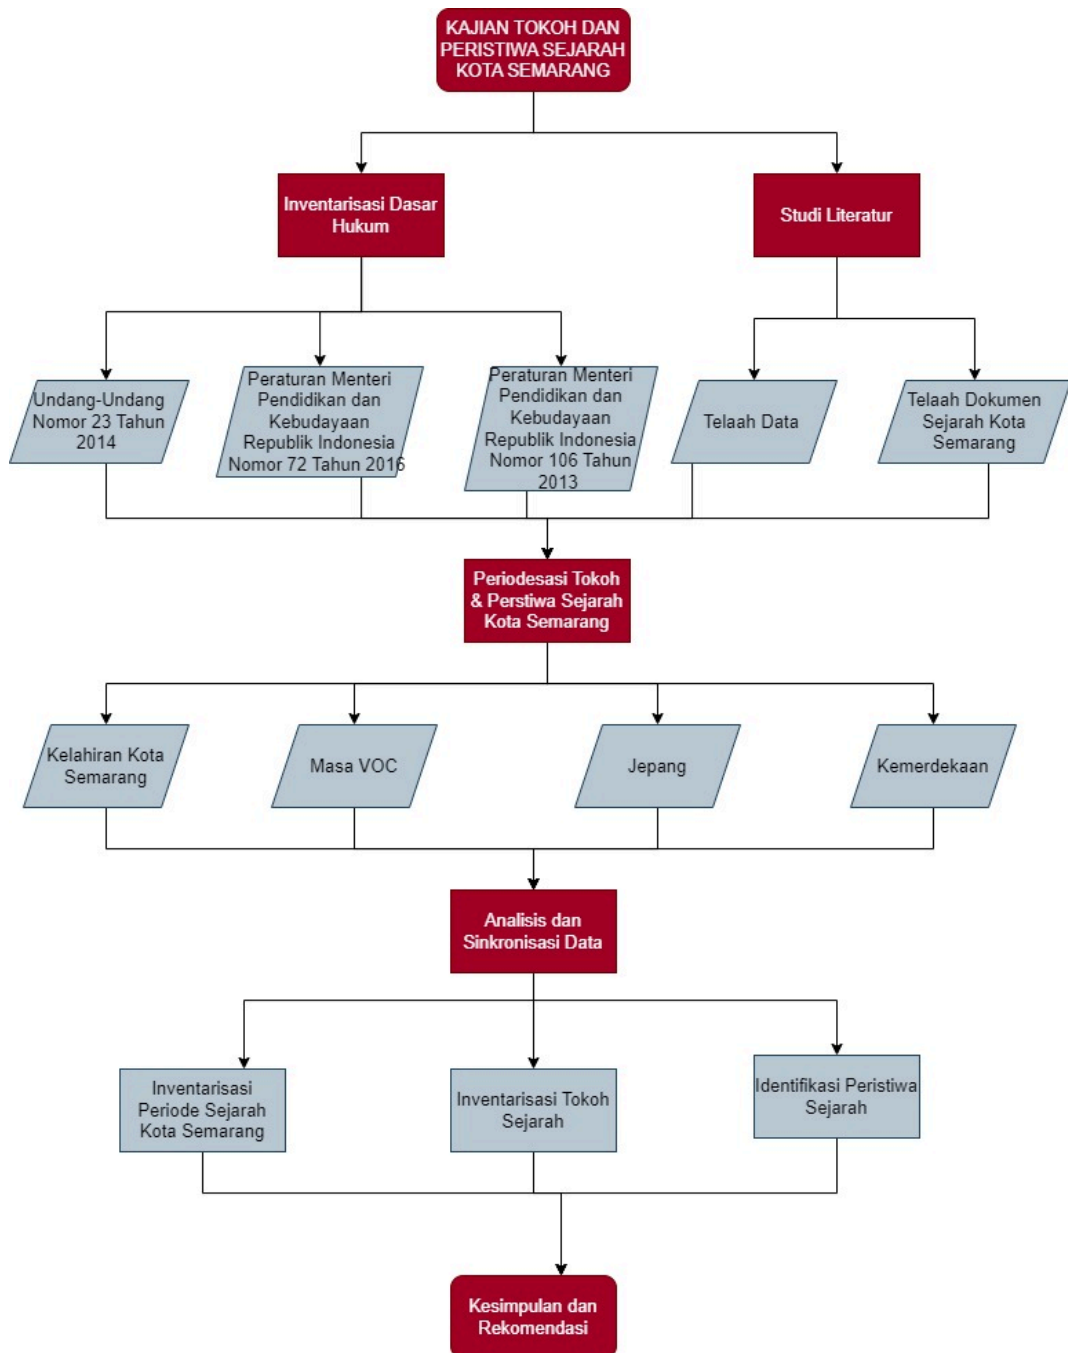 KAJIAN TOKOH DAN
PERISTIWA SEJARAH
KOTA SEMARANG
Inventarisasi Dasar
Hukum
Studi Literatur
Undang-Undang
Nomor 23 Tahun
2014
Peraturan Menteri
Pendidikan dan
Kebudayaan
Republik Indonesia
Nomor 72 Tahun 2016
Peraturan Menteri
Pendidikan dan
Kebudayaan
Republik Indonesia
Nomor 106 Tahun
2013
Telaah Data
Telaah Dokumen
Sejarah Kota
Semarang
Periodesasi Tokoh
& Perstiwa Sejarah
Kota Semarang
Kelahiran Kota
Semarang
Masa VOC
Jepang
Kemerdekaan
Analisis dan
Sinkronisasi Data
Inventarisasi
Periode Sejarah
Kota Semarang
Inventarisasi Tokoh
Sejarah
Identifikasi Peristiwa
Sejarah
Kesimpulan dan
Rekomendasi